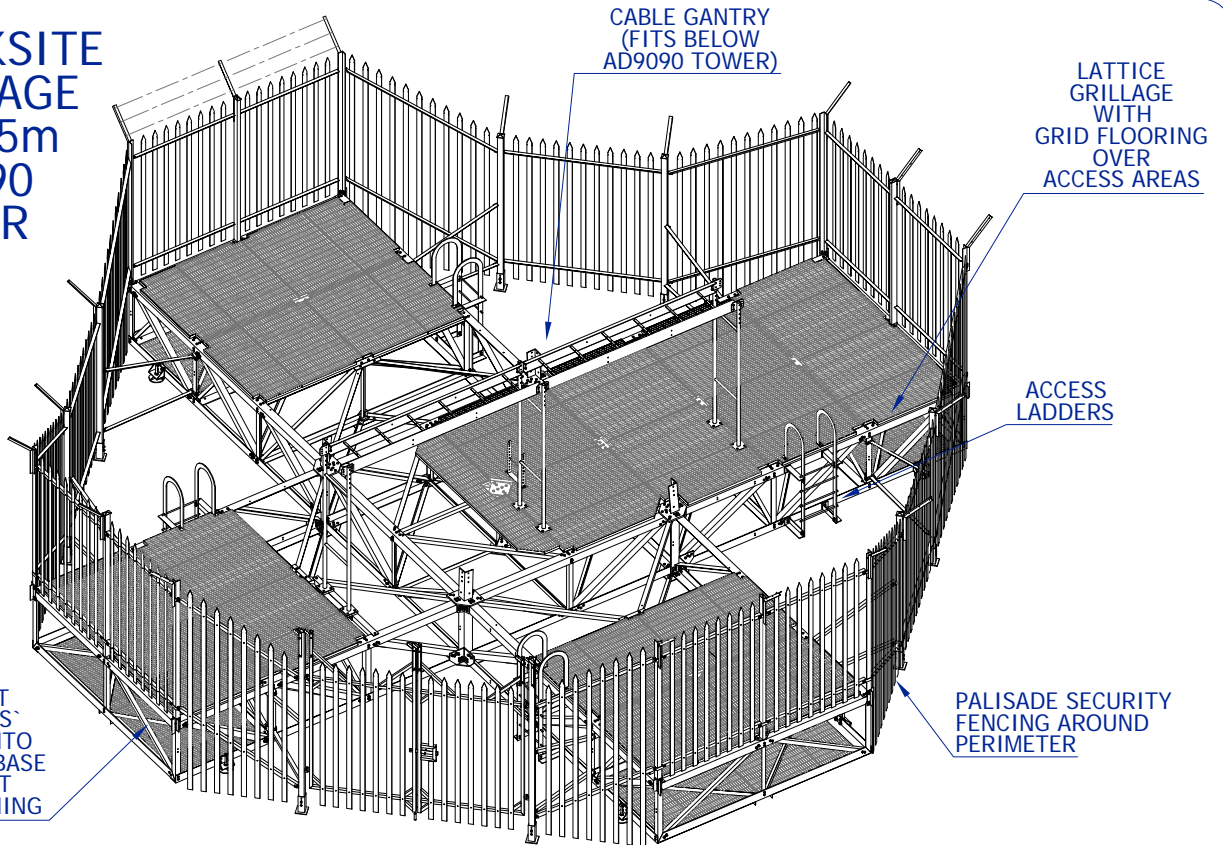 KSITE
AGE
5m
90
R
CABLE GANTRY
(FITS BELOW
AD9090 TOWER)
LATTICE
GRILLAGE
WITH
GRID FLOORING
OVER
ACCESS AREAS
ACCESS
LADDERS
PALISADE SECURITY
FENCING AROUND
PERIMETER
T
S`
NTO
BASE
T
NING